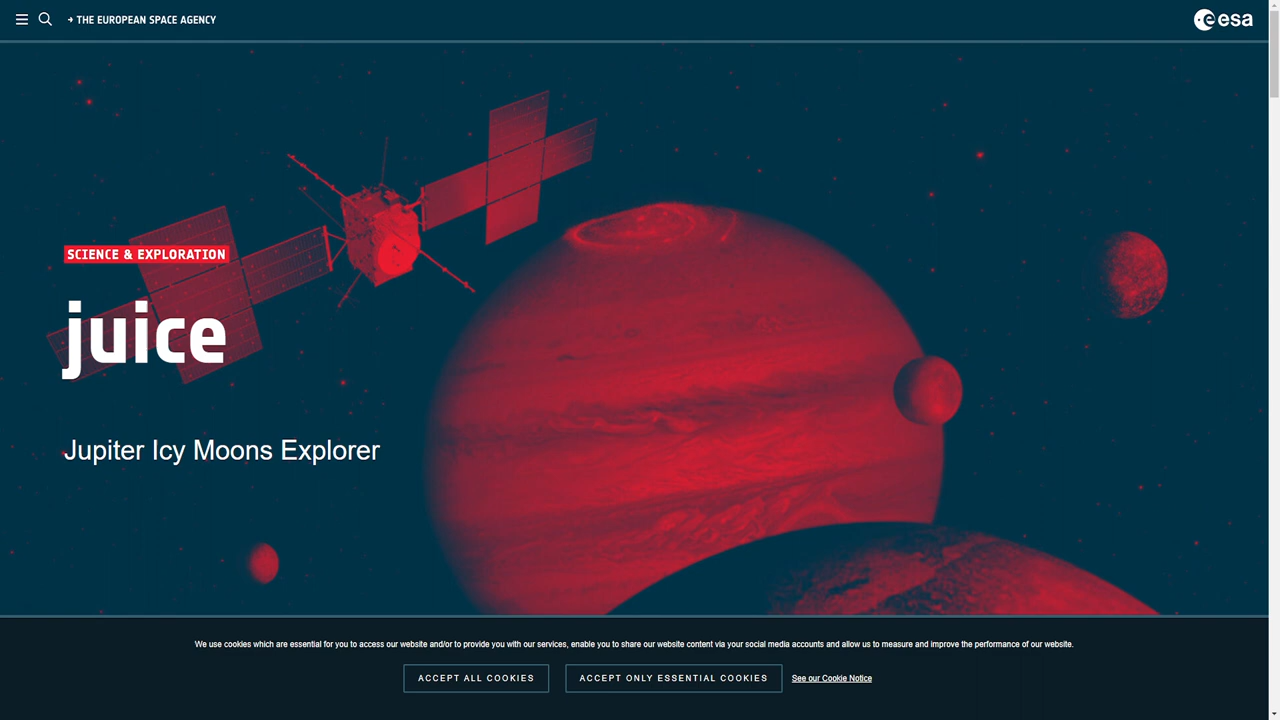 → THE EUROPEAN SPACE AGENCY
esa
SCIENCE & EXPLORATION
juice
Jupiter Icy Moons Explorer
We use cookies which are essential for you to access our website and/or to provide you with our services, enable you to share our website content via your social media accounts and allow us to measure and improve the performance of our website.
ACCEPT ALL COOKIES
ACCEPT ONLY ESSENTIAL COOKIES
See our Cookie Notice